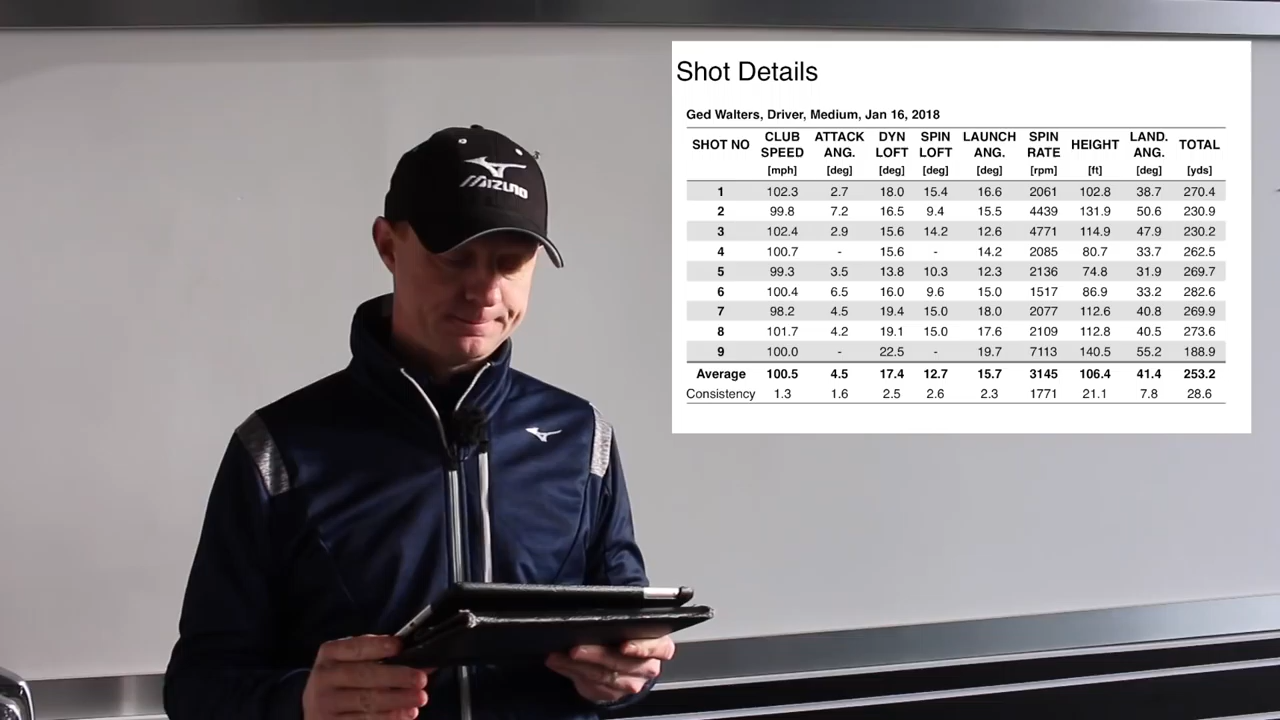 Shot Details
Ged Walters, Driver, Medium, Jan 16, 2018
SHOT NO CLUB SPEED ATTACK ANG. DYN LOFT SPIN LOFT LAUNCH ANG. SPIN RATE HEIGHT LAND. ANG. TOTAL
[mph] [deg] [deg] [deg] [deg] [rpm] [ft] [deg] [yds]
1 102.3 2.7 18.0 15.4 16.6 2061 102.8 38.7 270.4
2 99.8 7.2 16.5 9.4 15.5 4439 131.9 50.6 230.9
3 102.4 2.9 15.6 14.2 12.6 4771 114.9 47.9 230.2
4 100.7 - 15.6 - 14.2 2085 80.7 33.7 262.5
5 99.3 3.5 13.8 10.3 12.3 2136 74.8 31.9 269.7
6 100.4 6.5 16.0 9.6 15.0 1517 86.9 33.2 282.6
7 98.2 4.5 19.4 15.0 18.0 2077 112.6 40.8 269.9
8 101.7 4.2 19.1 15.0 17.6 2109 112.8 40.5 273.6
9 100.0 - 22.5 - 19.7 7113 140.5 55.2 188.9
Average 100.5 4.5 17.4 12.7 15.7 3145 106.4 41.4 253.2
Consistency 1.3 1.6 2.5 2.6 2.3 1771 21.1 7.8 28.6
MIZUNO